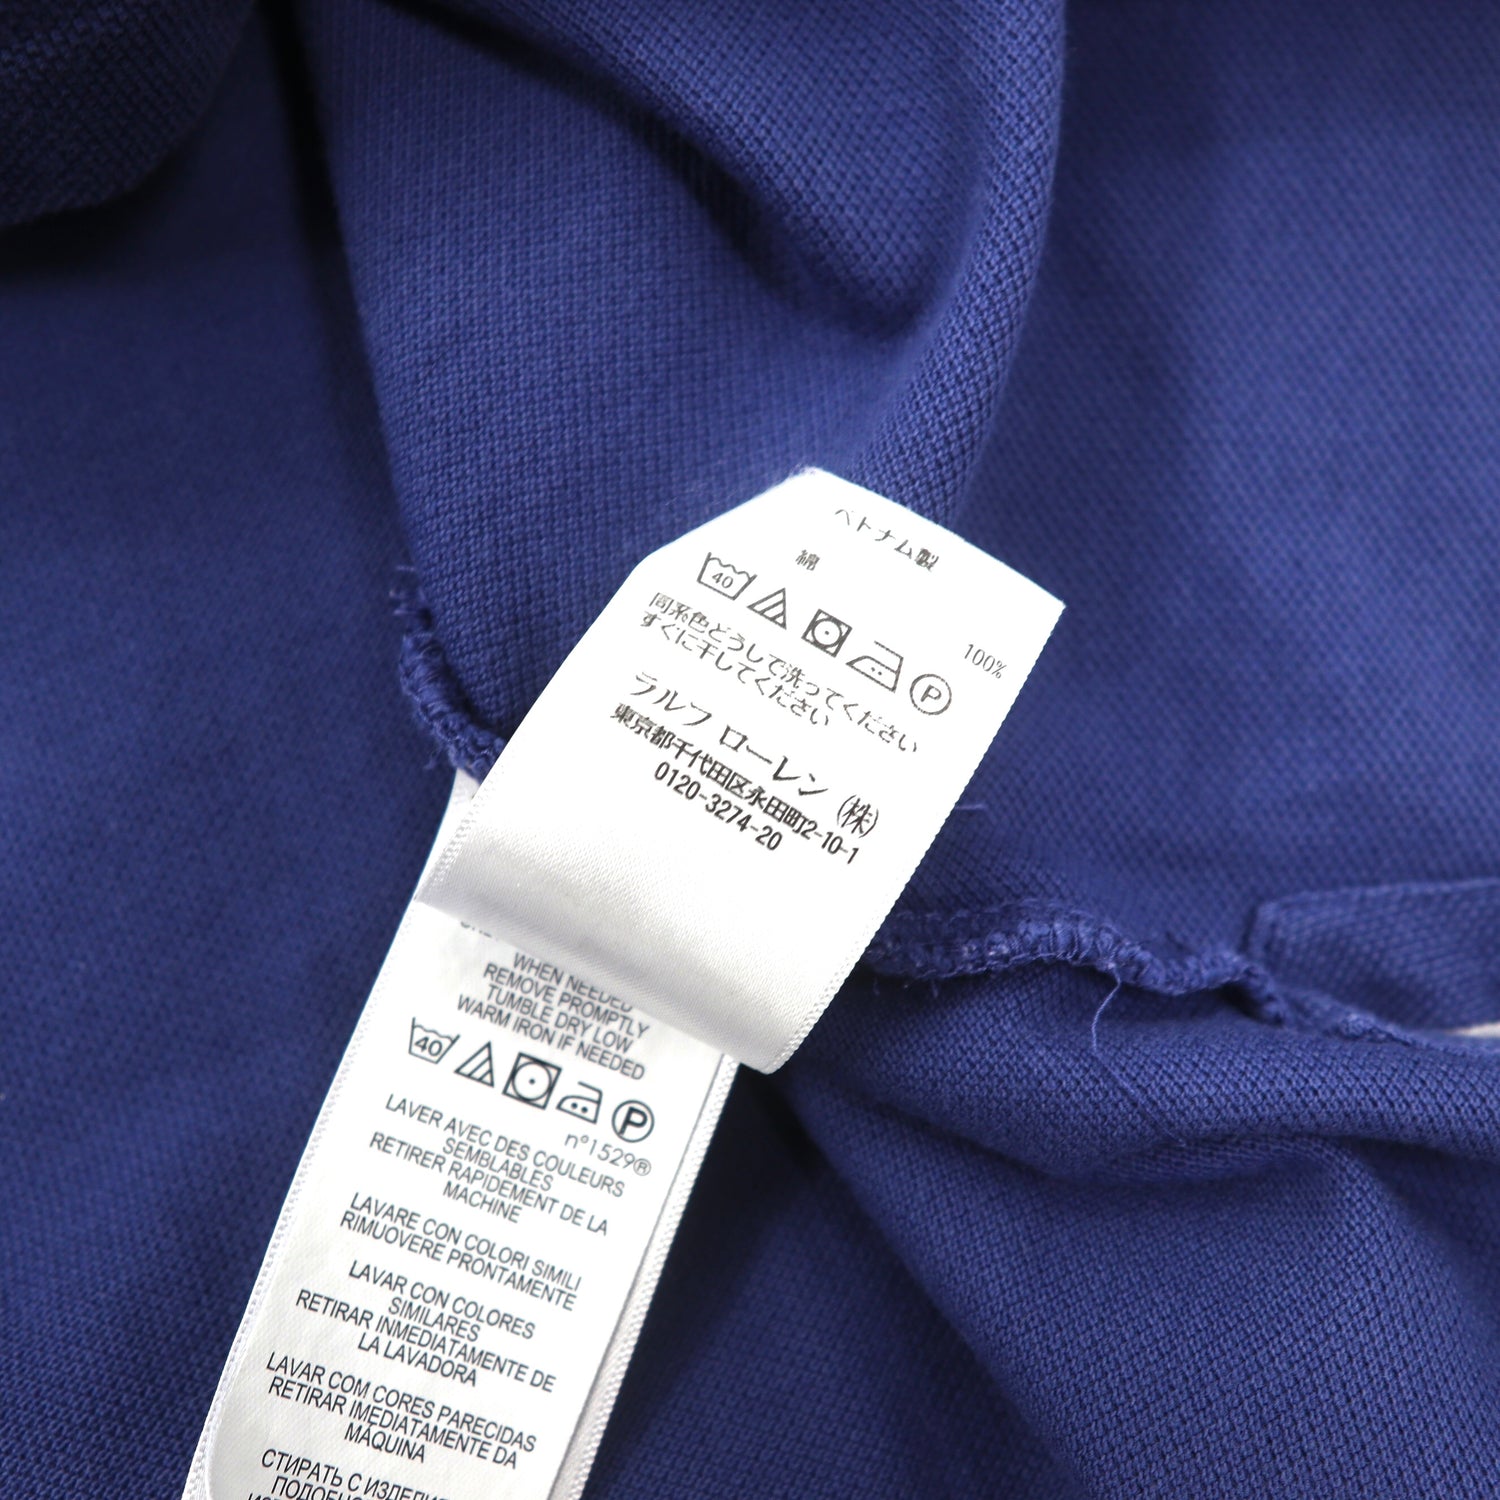 ベトナム製
綿 100%
40 P
同系色どうしで洗ってください
すぐに干してください
ラルフ ローレン (株)
東京都千代田区永田町2-10-1
0120-3274-20
WHEN NEEDED
REMOVE PROMPTLY
TUMBLE DRY LOW
WARM IRON IF NEEDED
40 P
n°1529®
LAVER AVEC DES COULEURS
SEMBLABLES
RETIRER RAPIDEMENT DE LA
MACHINE
LAVARE CON COLORI SIMILI
RIMUOVERE PRONTAMENTE
LAVAR CON COLORES
SIMILARES
RETIRAR INMEDIATAMENTE DE
LA LAVADORA
LAVAR COM CORES PARECIDAS
RETIRAR IMEDIATAMENTE DA
MÁQUINA
СТИРАТЬ С ИЗДЕЛИ
ПОДОБНО